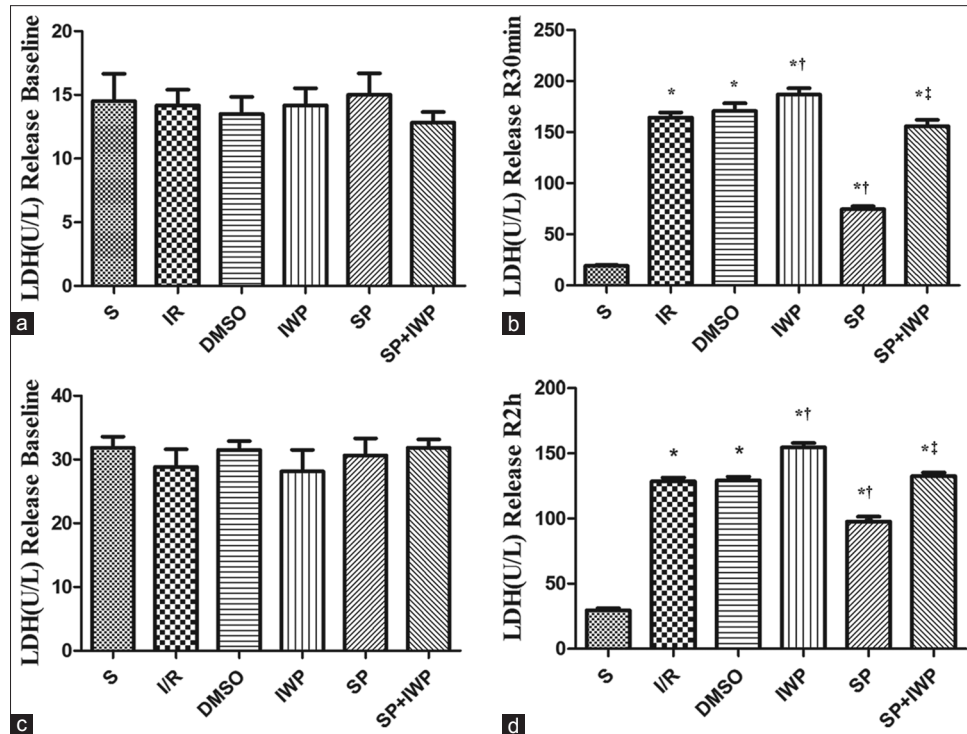 LDH(U/L) Release Baseline
20
15
10
5
0
S
IR
DMSO
IWP
SP
SP+IWP
a
LDH(U/L) Release R30min
250
200
150
100
50
0
*
*
*†
*†
*‡
S
IR
DMSO
IWP
SP
SP+IWP
b
LDH(U/L) Release Baseline
40
30
20
10
0
S
I/R
DMSO
IWP
SP
SP+IWP
c
LDH(U/L) Release R2h
200
150
100
50
0
*
*
*†
*†
*‡
S
I/R
DMSO
IWP
SP
SP+IWP
d